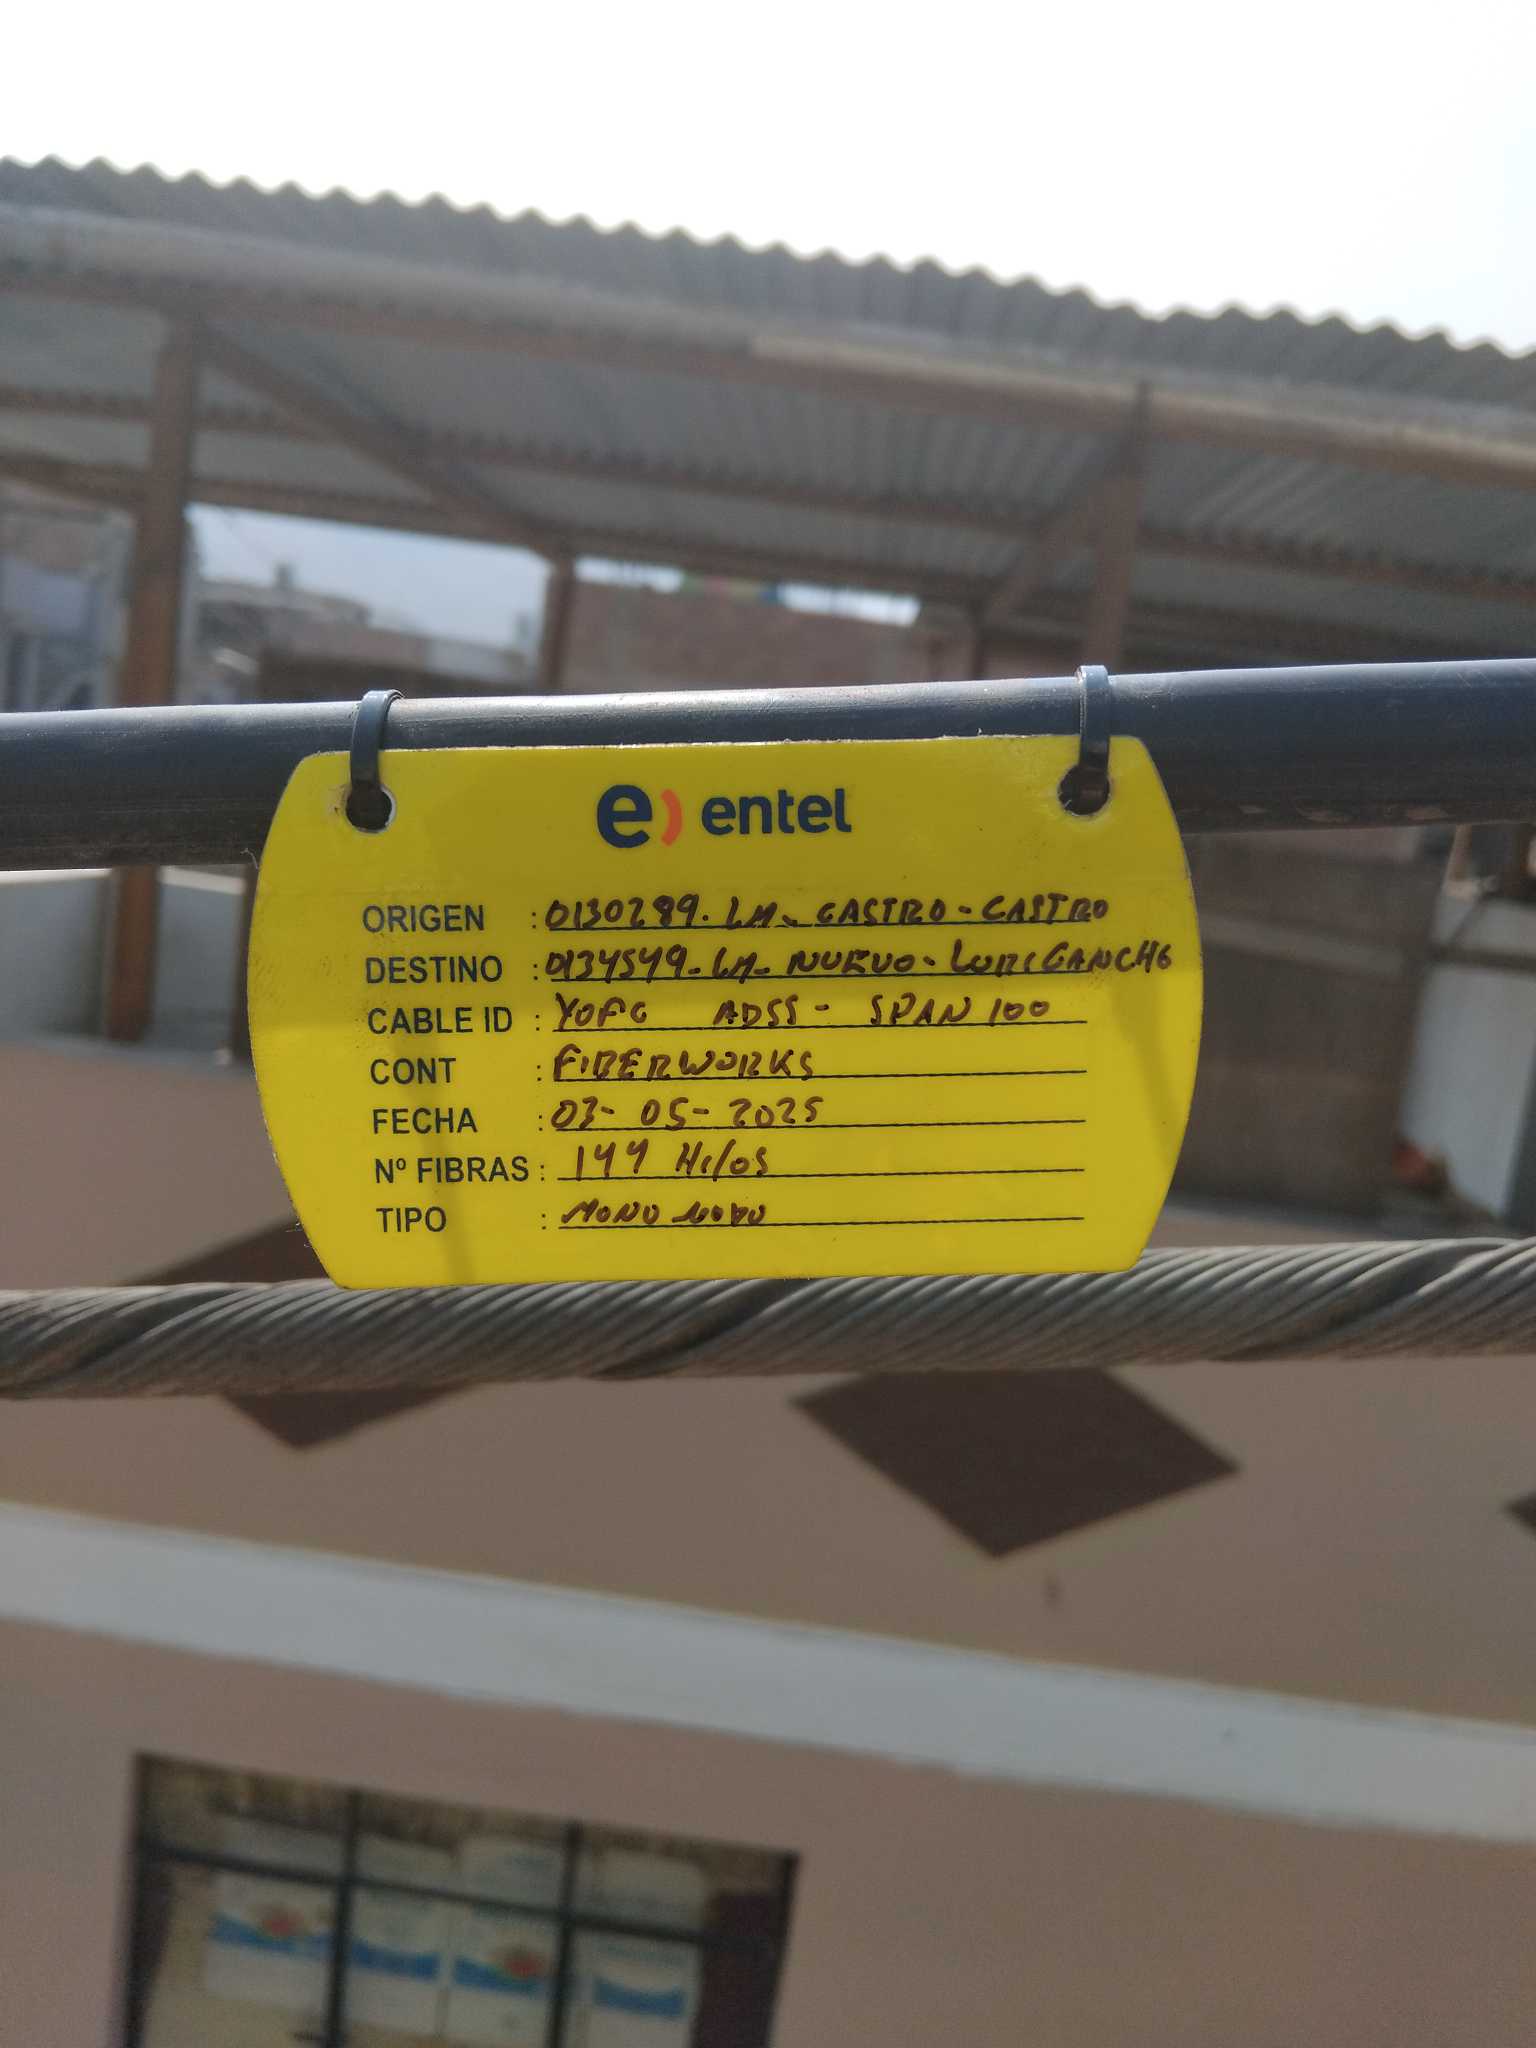 e) entel
ORIGEN : 0130289. LM_ CASTRO - CASTRO
DESTINO : 0134549. LM_ NUEVO - LURIGANCHO
CABLE ID : YOFC ADSS - SPAN 100
CONT : FIBERWORKS
FECHA : 03- 05 - 2025
Nº FIBRAS : 144 Hilos
TIPO : MONO MODO